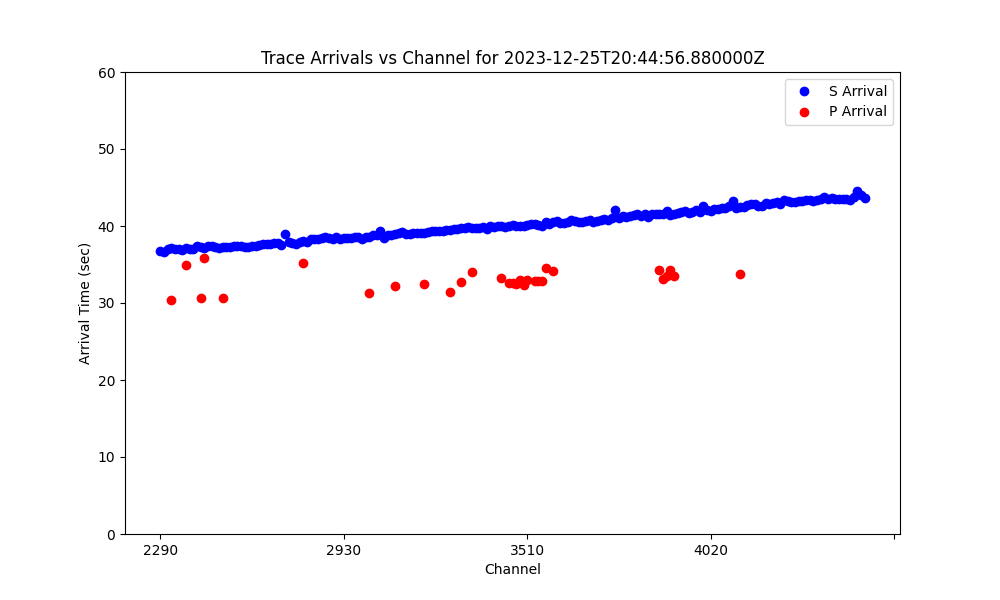 Trace Arrivals vs Channel for 2023-12-25T20:44:56.880000Z
S Arrival
P Arrival
60
50
40
30
20
10
0
Arrival Time (sec)
2290 2930 3510 4020
Channel